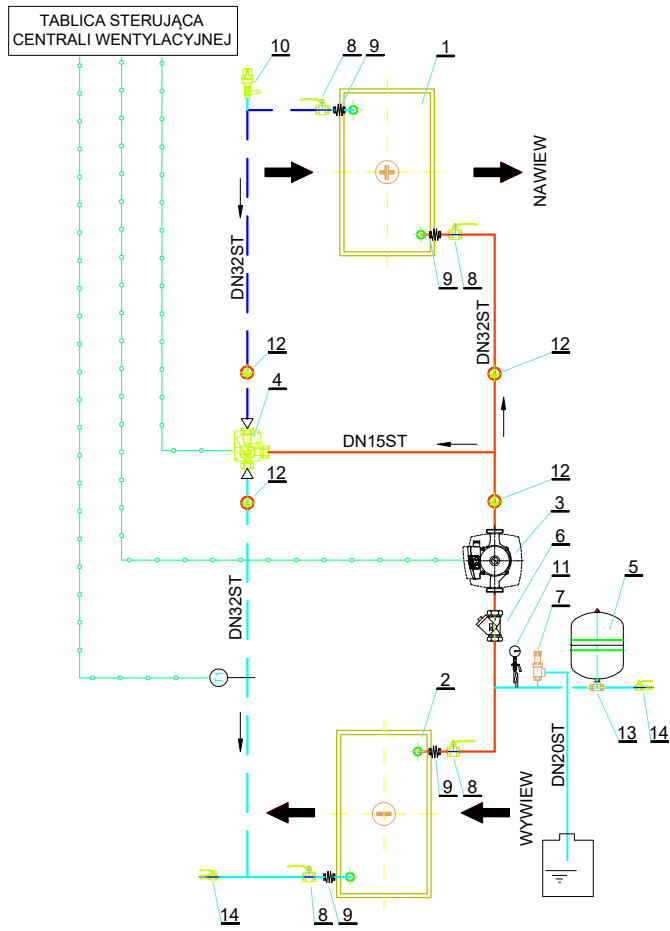 TABLICA STERUJĄCA
CENTRALI WENTYLACYJNEJ
10
8
9
1
NAWIEW
DN32ST
9
8
DN32ST
12
12
4
DN15ST
12
12
3
6
11
7
5
DN32ST
T1
2
13
14
9
8
DN20ST
WYWIEW
14
8
9